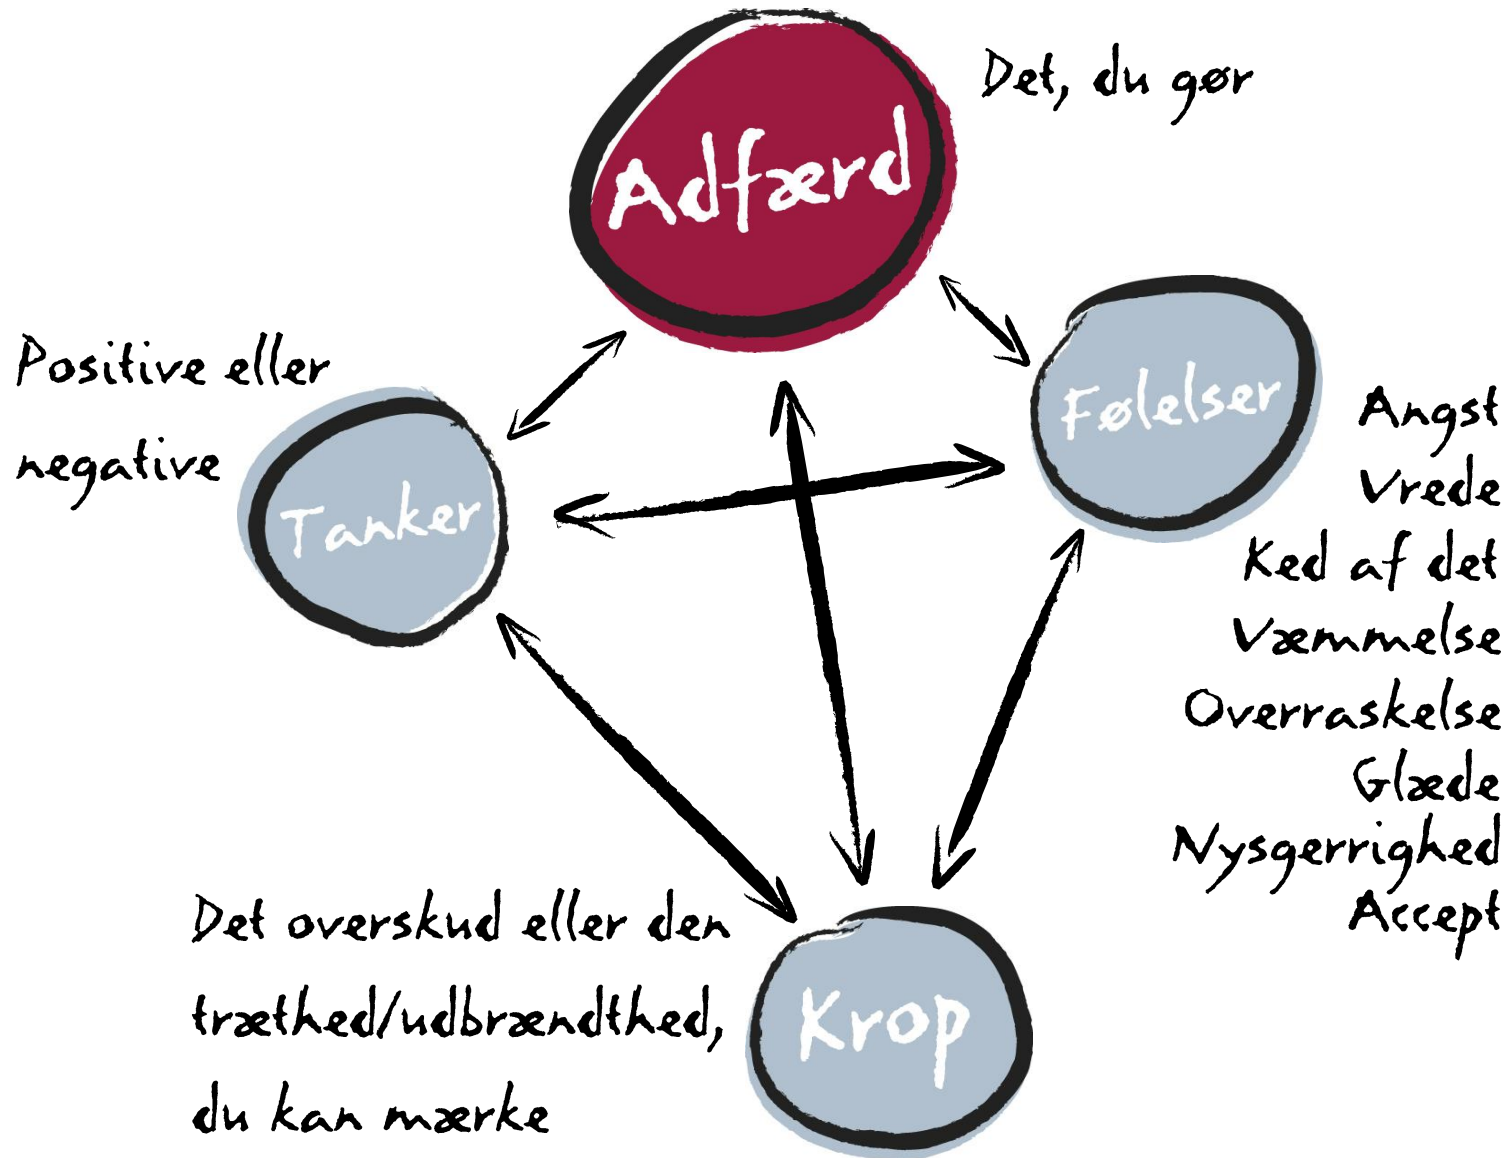 Det, du gør
Adfærd
Positive eller
negative
Tanker
Følelser
Angst
Vrede
Ked af det
Væmmelse
Overraskelse
Glæde
Nysgerrighed
Accept
Det overskud eller den
træthed/udbrændthed,
du kan mærke
Krop